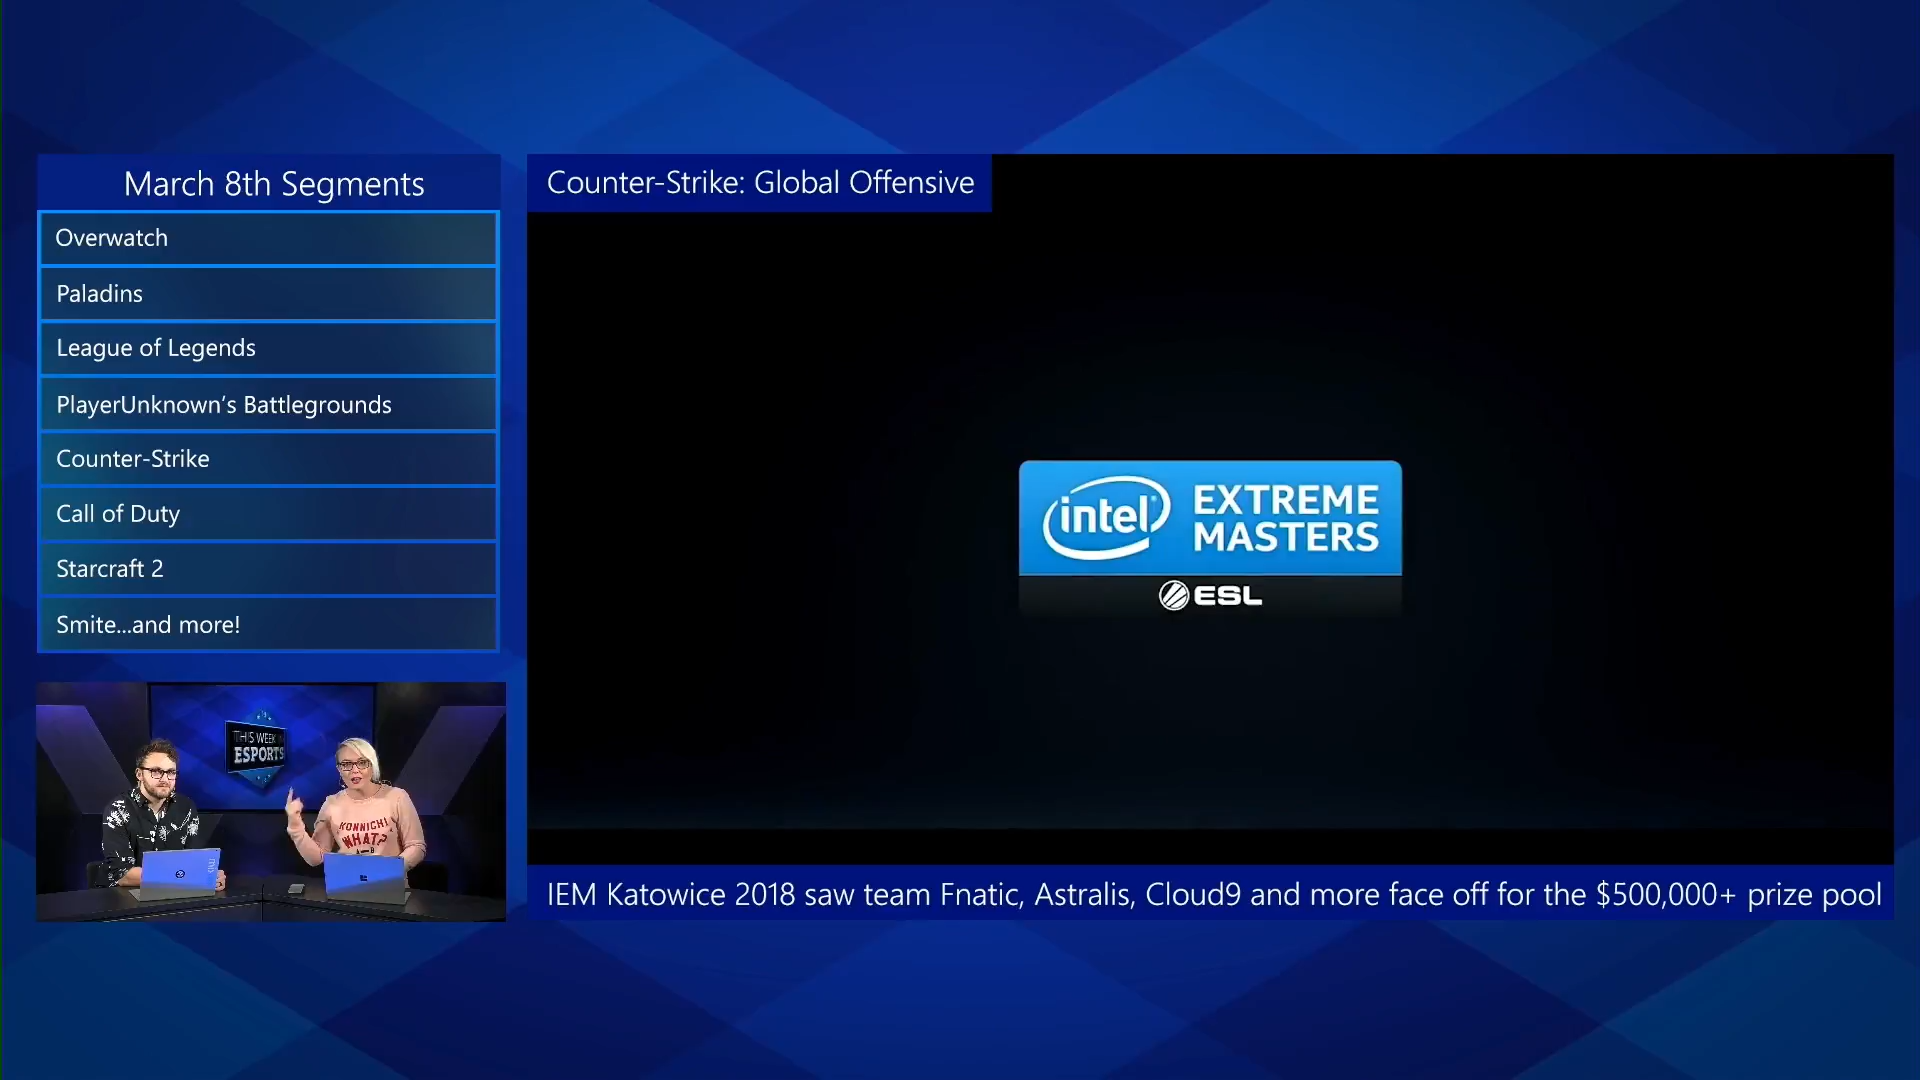 March 8th Segments
Overwatch
Paladins
League of Legends
PlayerUnknown's Battlegrounds
Counter-Strike
Call of Duty
Starcraft 2
Smite...and more!
Counter-Strike: Global Offensive
intel
EXTREME
MASTERS
ESL
THIS WEEK
ESPORTS
KONNICHI
WHAT?
IEM Katowice 2018 saw team Fnatic, Astralis, Cloud9 and more face off for the $500,000+ prize pool